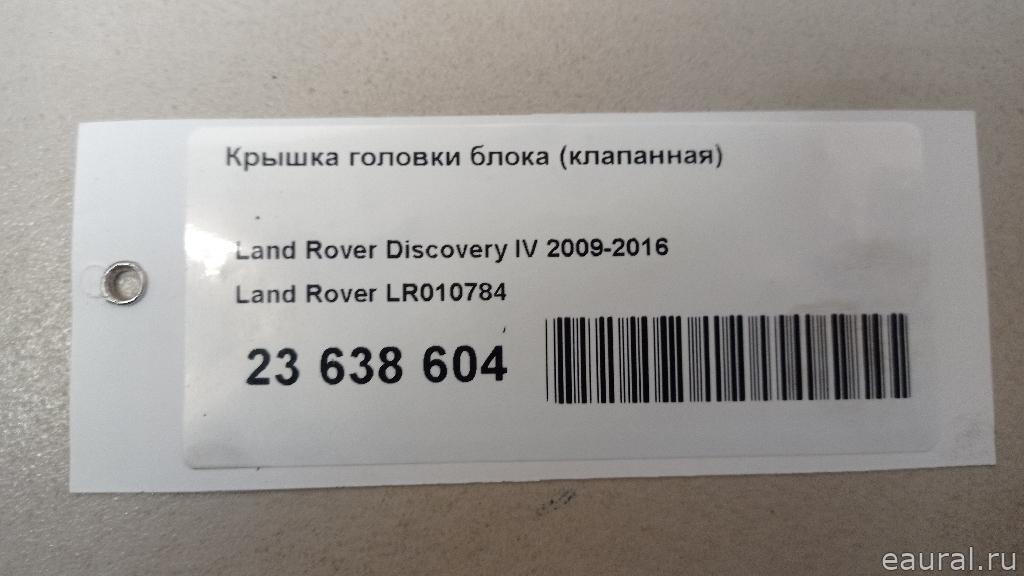 Крышка головки блока (клапанная)
Land Rover Discovery IV 2009-2016
Land Rover LR010784
23 638 604
eaural.ru